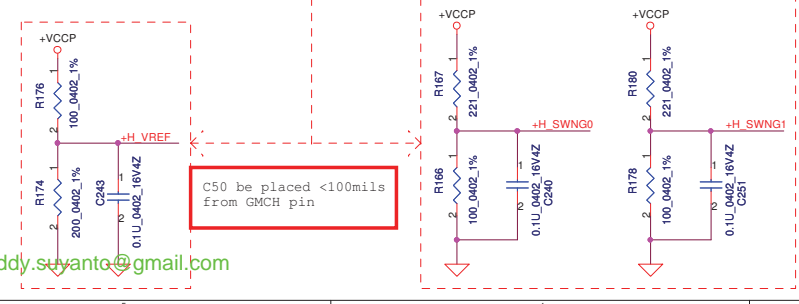 +VCCP
1
R176
100_0402_1%
2
+H_VREF
1
R174
200_0402_1%
2
1
C243
2
0.1U_0402_16V4Z
C50 be placed <100mils
from GMCH pin
+VCCP
1
R167
221_0402_1%
2
+H_SWNG0
1
R166
100_0402_1%
2
1
2
0.1U_0402_16V4Z
C240
+VCCP
1
R180
221_0402_1%
2
+H_SWNG1
1
R178
100_0402_1%
2
1
2
0.1U_0402_16V4Z
C251
ddy.suyanto@gmail.com